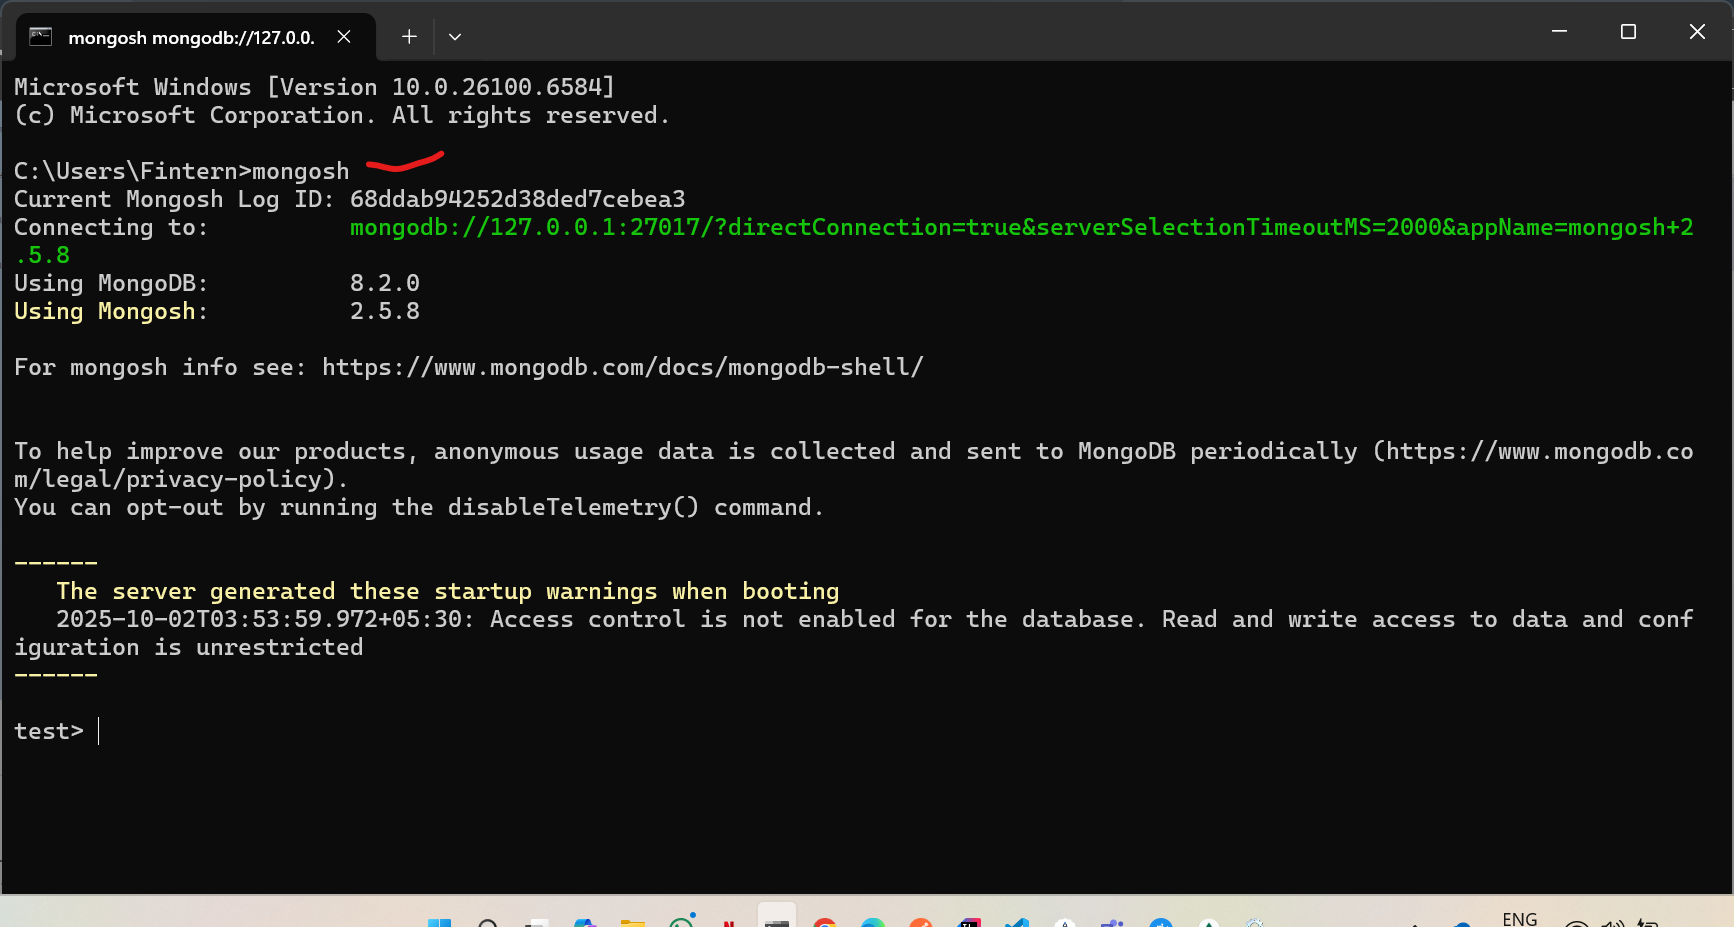 mongosh mongodb://127.0.0.
Microsoft Windows [Version 10.0.26100.6584]
(c) Microsoft Corporation. All rights reserved.
C:\Users\Fintern>mongosh
Current Mongosh Log ID: 68ddab94252d38ded7cebea3
Connecting to: mongodb://127.0.0.1:27017/?directConnection=true&serverSelectionTimeoutMS=2000&appName=mongosh+2
.5.8
Using MongoDB: 8.2.0
Using Mongosh: 2.5.8
For mongosh info see: https://www.mongodb.com/docs/mongodb-shell/
To help improve our products, anonymous usage data is collected and sent to MongoDB periodically (https://www.mongodb.co
m/legal/privacy-policy).
You can opt-out by running the disableTelemetry() command.
------
The server generated these startup warnings when booting
2025-10-02T03:53:59.972+05:30: Access control is not enabled for the database. Read and write access to data and conf
iguration is unrestricted
------
test>
ENG